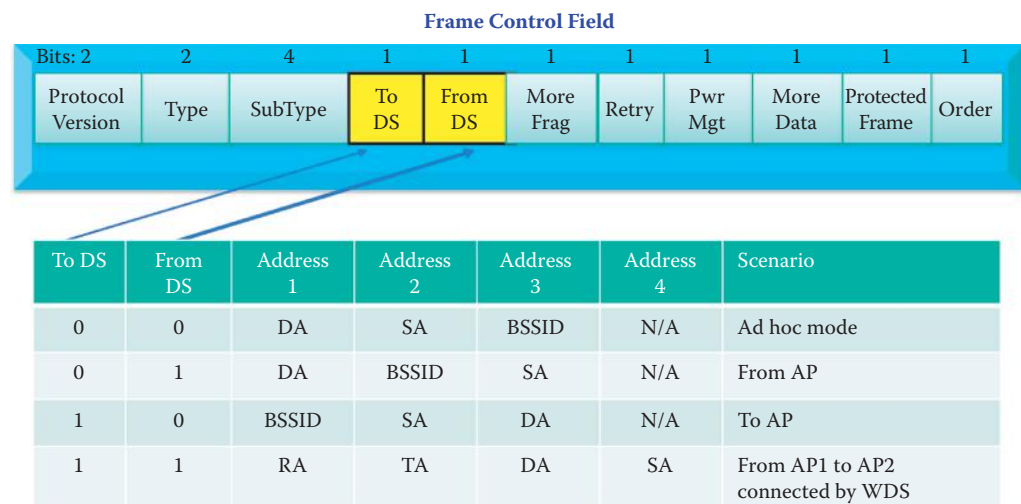 Frame Control Field
Bits: 2 2 4 1 1 1 1 1 1 1 1
Protocol Version Type SubType To DS From DS More Frag Retry Pwr Mgt More Data Protected Frame Order
To DS From DS Address 1 Address 2 Address 3 Address 4 Scenario
0 0 DA SA BSSID N/A Ad hoc mode
0 1 DA BSSID SA N/A From AP
1 0 BSSID SA DA N/A To AP
1 1 RA TA DA SA From AP1 to AP2
connected by WDS